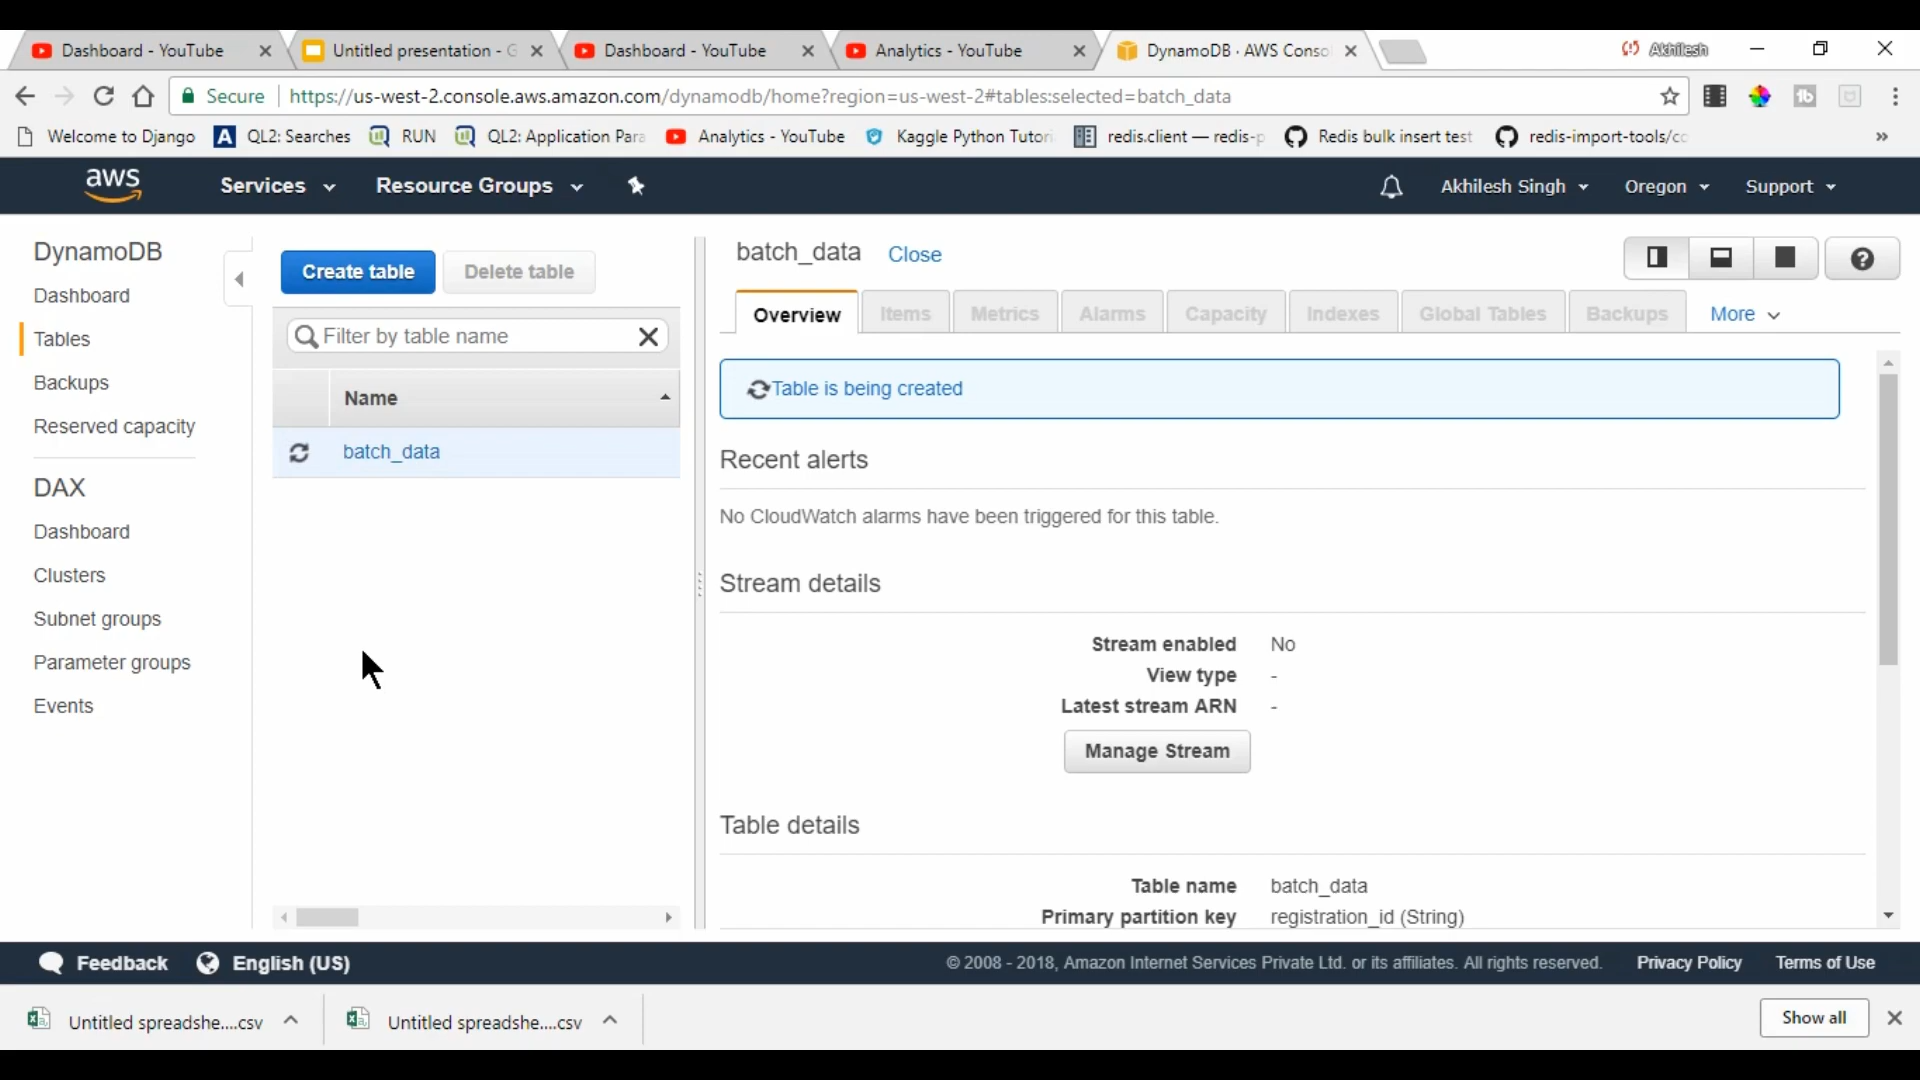 Dashboard - YouTube
Untitled presentation - G
Dashboard - YouTube
Analytics - YouTube
DynamoDB · AWS Conso
Akhilesh
Secure
https://us-west-2.console.aws.amazon.com/dynamodb/home?region=us-west-2#tables:selected=batch_data
Welcome to Django
QL2: Searches
RUN
QL2: Application Para
Analytics - YouTube
Kaggle Python Tutori
redis.client — redis-p
Redis bulk insert test
redis-import-tools/co
»
aws
Services
Resource Groups
Akhilesh Singh
Oregon
Support
DynamoDB
Dashboard
Tables
Backups
Reserved capacity
DAX
Dashboard
Clusters
Subnet groups
Parameter groups
Events
Create table
Delete table
Filter by table name
Name
batch_data
batch_data
Close
Overview
Items
Metrics
Alarms
Capacity
Indexes
Global Tables
Backups
More
Table is being created
Recent alerts
No CloudWatch alarms have been triggered for this table.
Stream details
Stream enabled No
View type -
Latest stream ARN -
Manage Stream
Table details
Table name batch_data
Primary partition key registration_id (String)
Feedback
English (US)
© 2008 - 2018, Amazon Internet Services Private Ltd. or its affiliates. All rights reserved.
Privacy Policy
Terms of Use
Untitled spreadshe....csv
Untitled spreadshe....csv
Show all